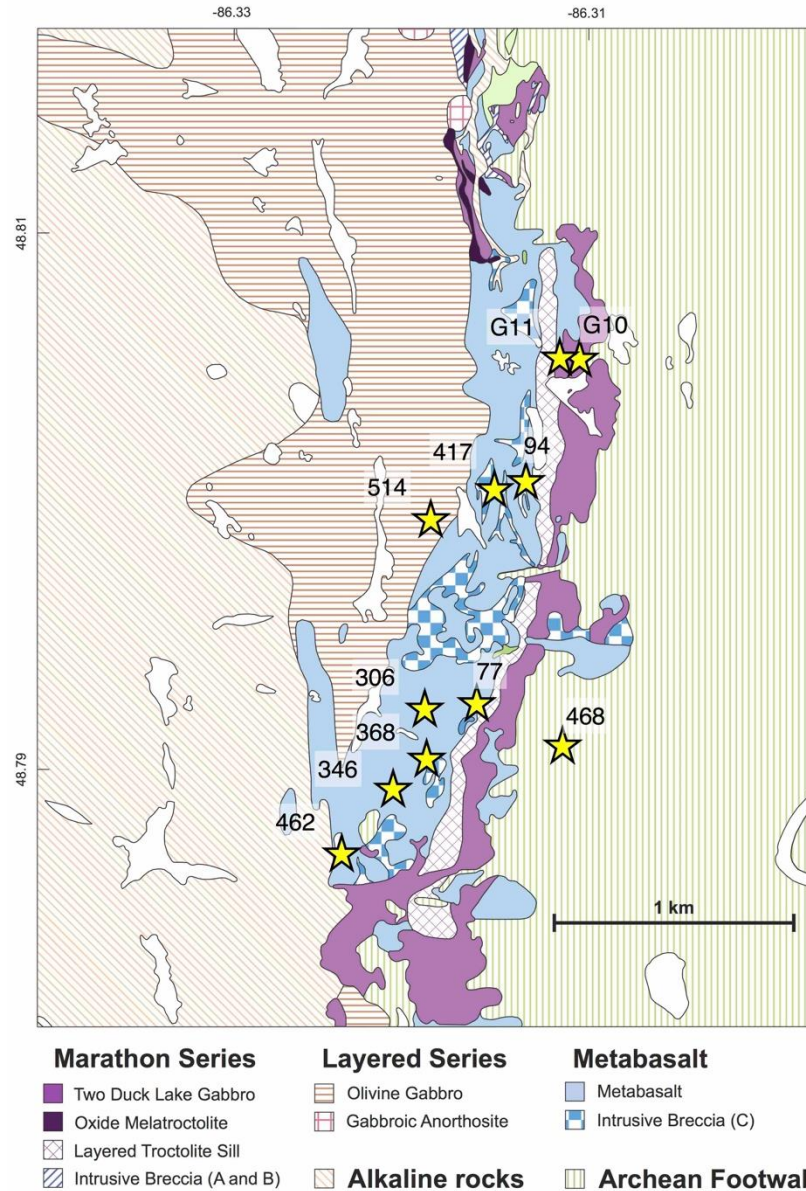 -86.33
-86.31
48.81
G11
G10
417
94
514
306
77
368
468
346
48.79
462
1 km
Marathon Series
Two Duck Lake Gabbro
Oxide Melatroctolite
Layered Troctolite Sill
Intrusive Breccia (A and B)
Layered Series
Olivine Gabbro
Gabbroic Anorthosite
Alkaline rocks
Metabasalt
Metabasalt
Intrusive Breccia (C)
Archean Footwal